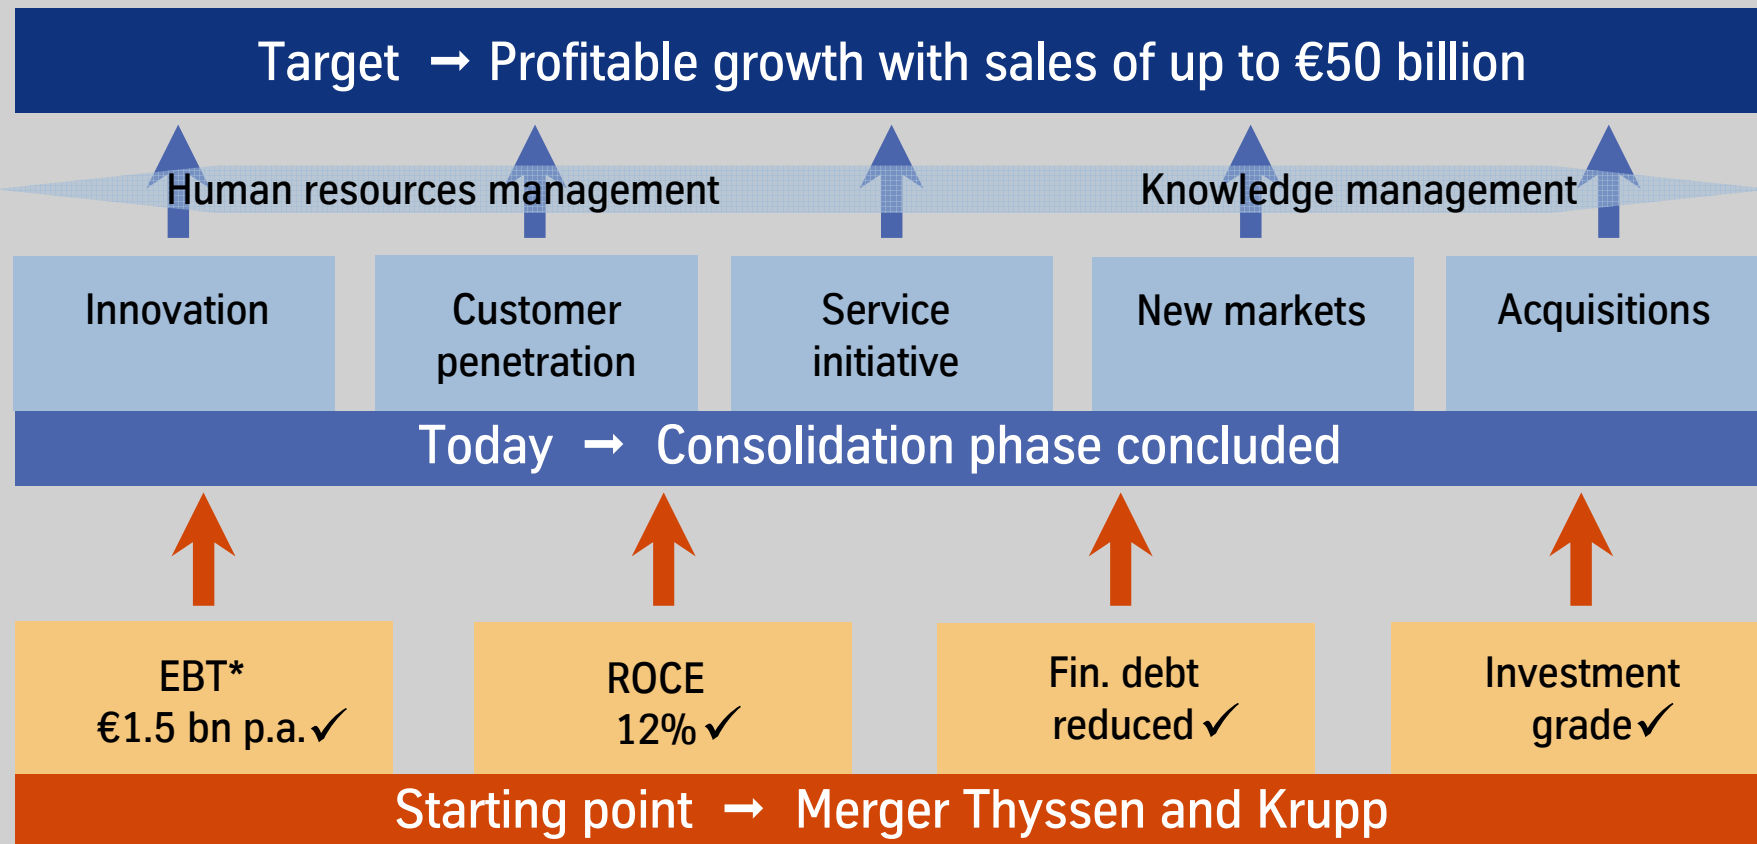 Target → Profitable growth with sales of up to €50 billion
Human resources management
Knowledge management
Innovation
Customer
penetration
Service
initiative
New markets
Acquisitions
Today → Consolidation phase concluded
EBT*
€1.5 bn p.a. ✓
ROCE
12% ✓
Fin. debt
reduced ✓
Investment
grade ✓
Starting point → Merger Thyssen and Krupp